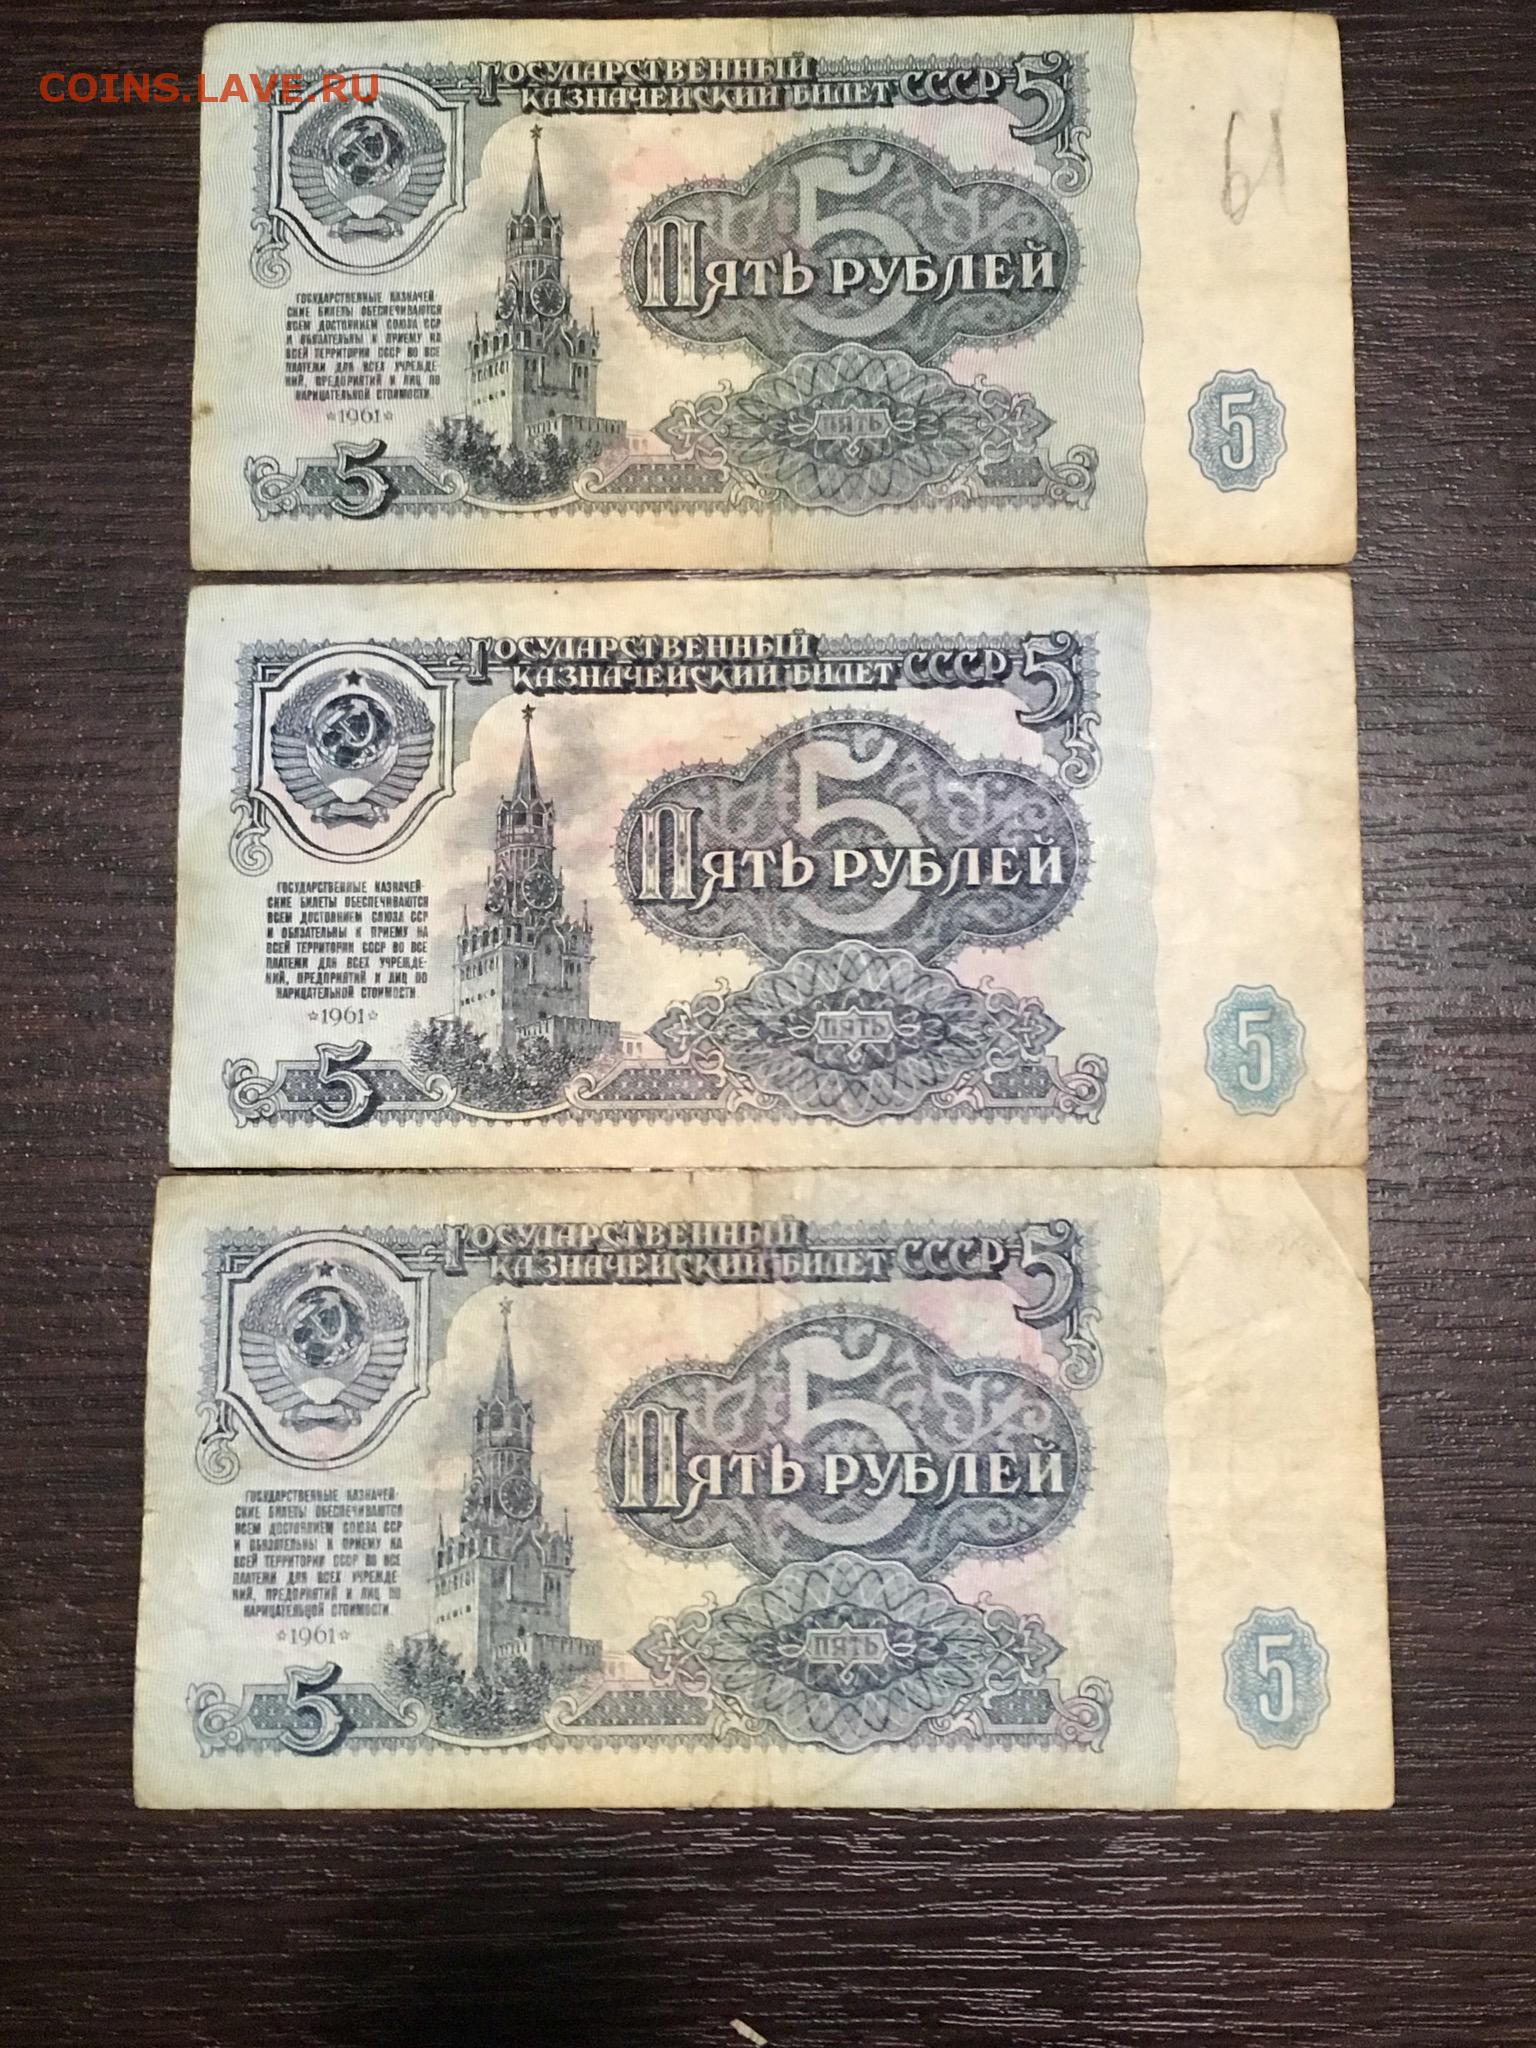 COINS.LAVE.RU
ГОСУДАРСТВЕННЫЙ
КАЗНАЧЕЙСКИЙ БИЛЕТ СССР 5
5
61
5
ПЯТЬ РУБЛЕЙ
ГОСУДАРСТВЕННЫЕ КАЗНАЧЕЙ-
СКИЕ БИЛЕТЫ ОБЕСПЕЧИВАЮТСЯ
ВСЕМ ДОСТОЯНИЕМ СОЮЗА ССР
И ОБЯЗАТЕЛЬНЫ К ПРИЕМУ НА
ВСЕЙ ТЕРРИТОРИИ СССР ВО ВСЕ
ПЛАТЕЖИ ДЛЯ ВСЕХ УЧРЕЖДЕ-
НИЙ, ПРЕДПРИЯТИЙ И ЛИЦ ПО
НАРИЦАТЕЛЬНОЙ СТОИМОСТИ.
☆1961☆
ПЯТЬ
5
5
ГОСУДАРСТВЕННЫЙ
КАЗНАЧЕЙСКИЙ БИЛЕТ СССР 5
5
5
ПЯТЬ РУБЛЕЙ
ГОСУДАРСТВЕННЫЕ КАЗНАЧЕЙ-
СКИЕ БИЛЕТЫ ОБЕСПЕЧИВАЮТСЯ
ВСЕМ ДОСТОЯНИЕМ СОЮЗА ССР
И ОБЯЗАТЕЛЬНЫ К ПРИЕМУ НА
ВСЕЙ ТЕРРИТОРИИ СССР ВО ВСЕ
ПЛАТЕЖИ ДЛЯ ВСЕХ УЧРЕЖДЕ-
НИЙ, ПРЕДПРИЯТИЙ И ЛИЦ ПО
НАРИЦАТЕЛЬНОЙ СТОИМОСТИ.
☆1961☆
ПЯТЬ
5
5
ГОСУДАРСТВЕННЫЙ
КАЗНАЧЕЙСКИЙ БИЛЕТ СССР 5
5
5
ПЯТЬ РУБЛЕЙ
ГОСУДАРСТВЕННЫЕ КАЗНАЧЕЙ-
СКИЕ БИЛЕТЫ ОБЕСПЕЧИВАЮТСЯ
ВСЕМ ДОСТОЯНИЕМ СОЮЗА ССР
И ОБЯЗАТЕЛЬНЫ К ПРИЕМУ НА
ВСЕЙ ТЕРРИТОРИИ СССР ВО ВСЕ
ПЛАТЕЖИ ДЛЯ ВСЕХ УЧРЕЖДЕ-
НИЙ, ПРЕДПРИЯТИЙ И ЛИЦ ПО
НАРИЦАТЕЛЬНОЙ СТОИМОСТИ.
☆1961☆
ПЯТЬ
5
5